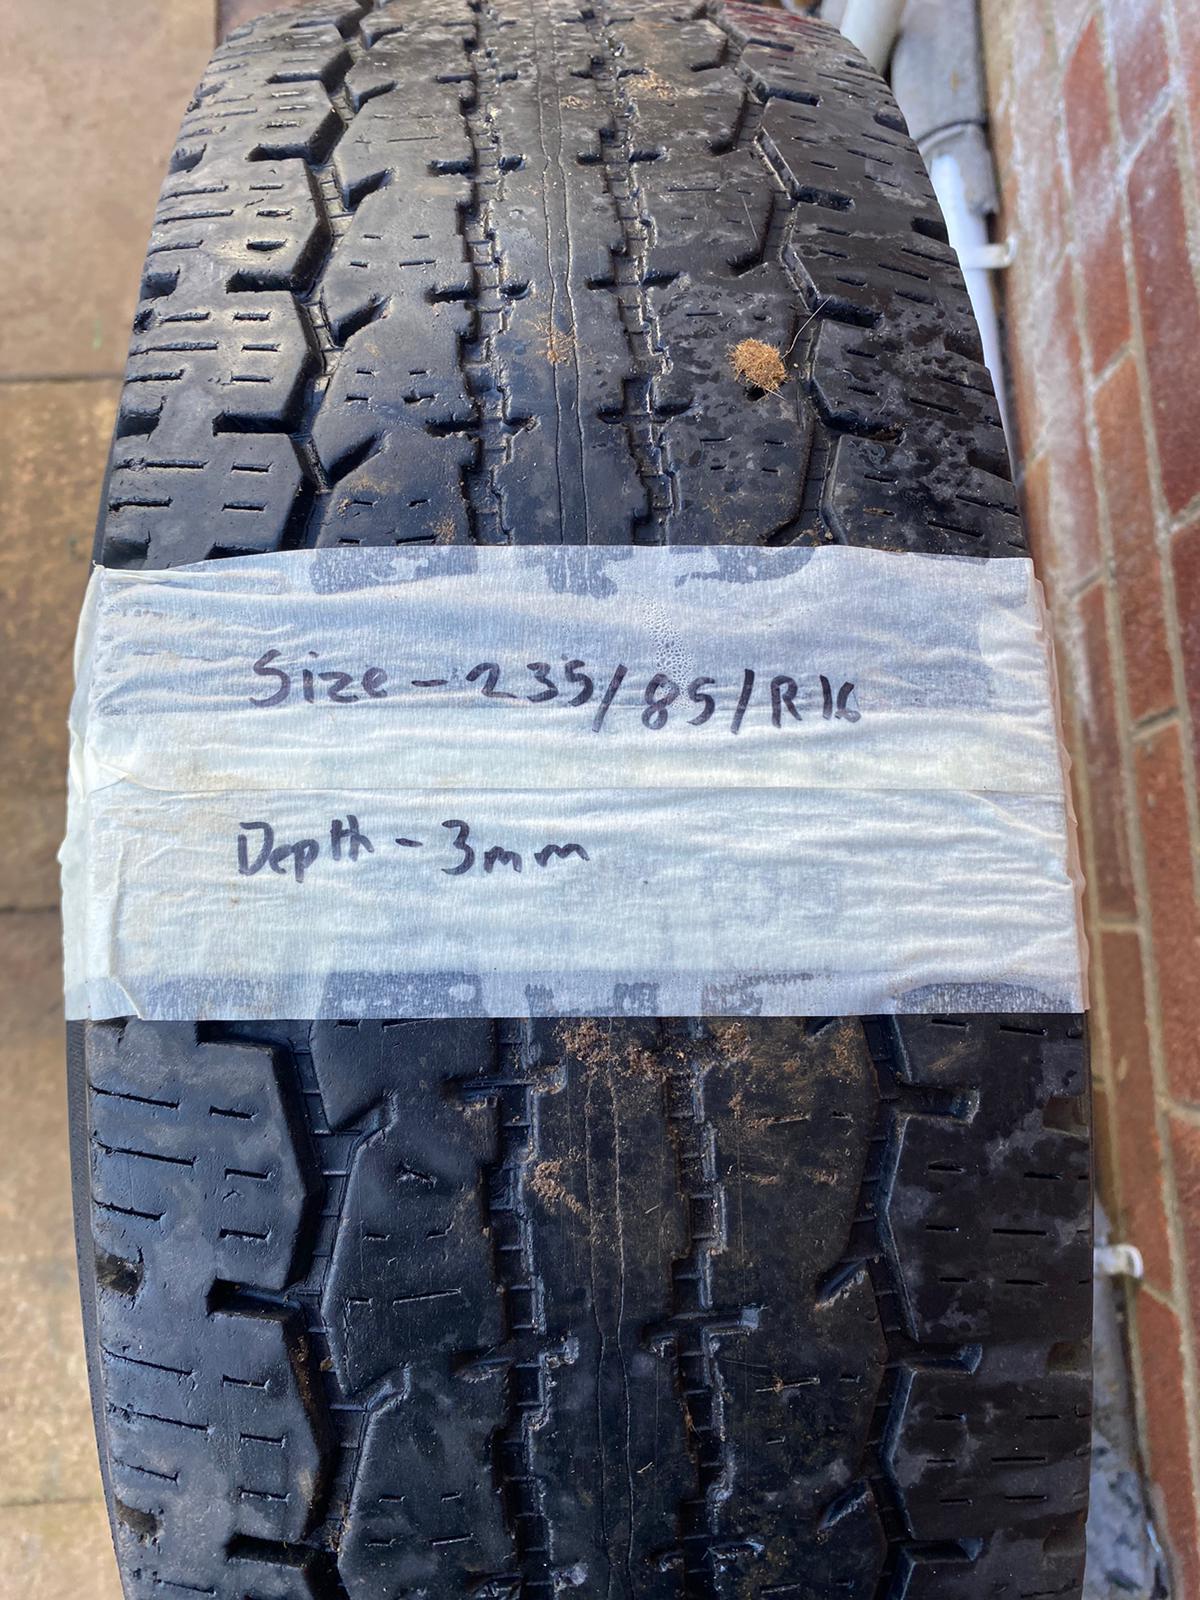 Size - 235/85/R16
Depth - 3mm